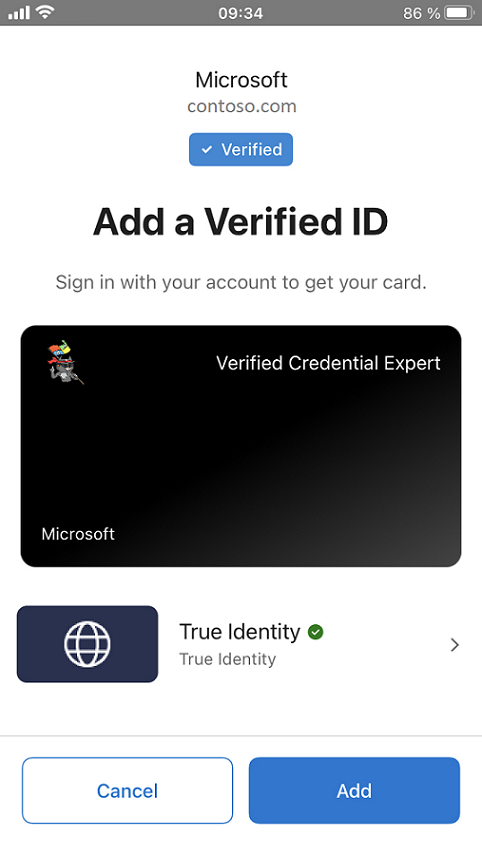 09:34
86 %
Microsoft
contoso.com
Verified
Add a Verified ID
Sign in with your account to get your card.
Verified Credential Expert
Microsoft
True Identity
True Identity
Cancel
Add